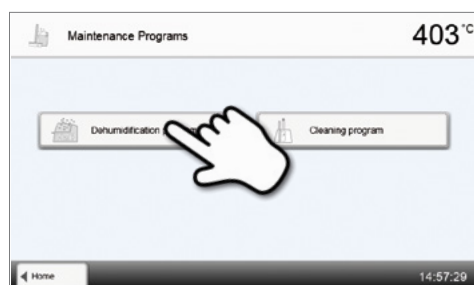 Maintenance Programs
403 °C
Dehumidification
Cleaning program
Home
14:57:29